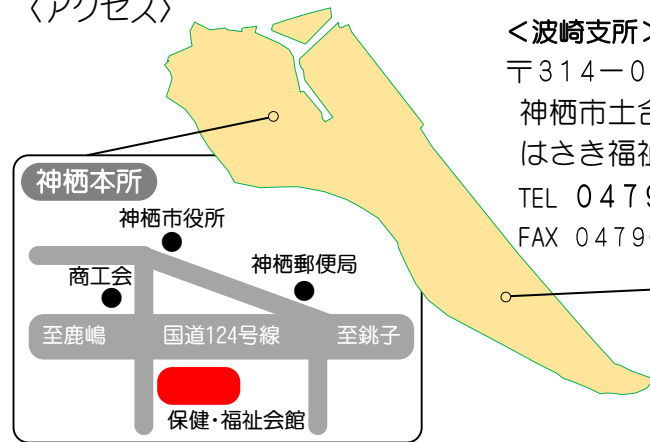 〈アクセス〉
＜波崎支所＞
〒314－0
神栖市土合
はさき福祉
TEL 0479
FAX 0479
神栖本所
神栖市役所
神栖郵便局
商工会
至鹿嶋 国道124号線 至銚子
保健・福祉会館